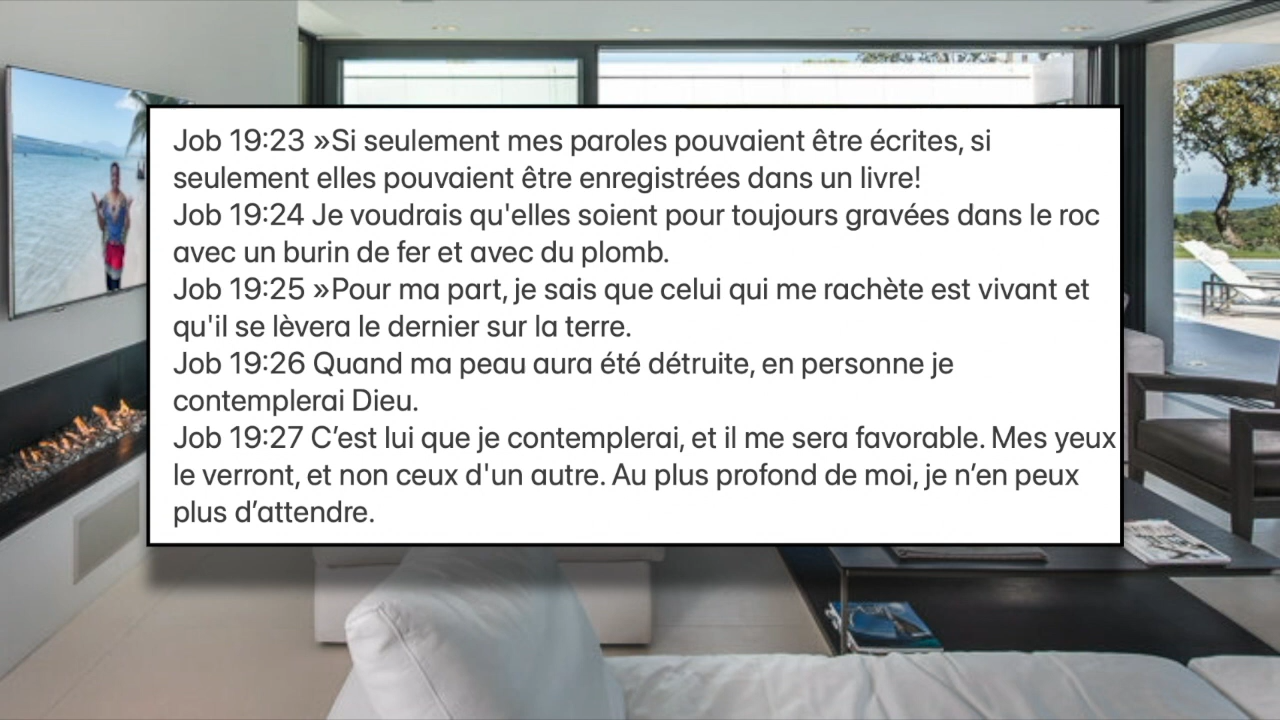 Job 19:23 »Si seulement mes paroles pouvaient être écrites, si
seulement elles pouvaient être enregistrées dans un livre!
Job 19:24 Je voudrais qu'elles soient pour toujours gravées dans le roc
avec un burin de fer et avec du plomb.
Job 19:25 »Pour ma part, je sais que celui qui me rachète est vivant et
qu'il se lèvera le dernier sur la terre.
Job 19:26 Quand ma peau aura été détruite, en personne je
contemplerai Dieu.
Job 19:27 C’est lui que je contemplerai, et il me sera favorable. Mes yeux
le verront, et non ceux d'un autre. Au plus profond de moi, je n’en peux
plus d’attendre.